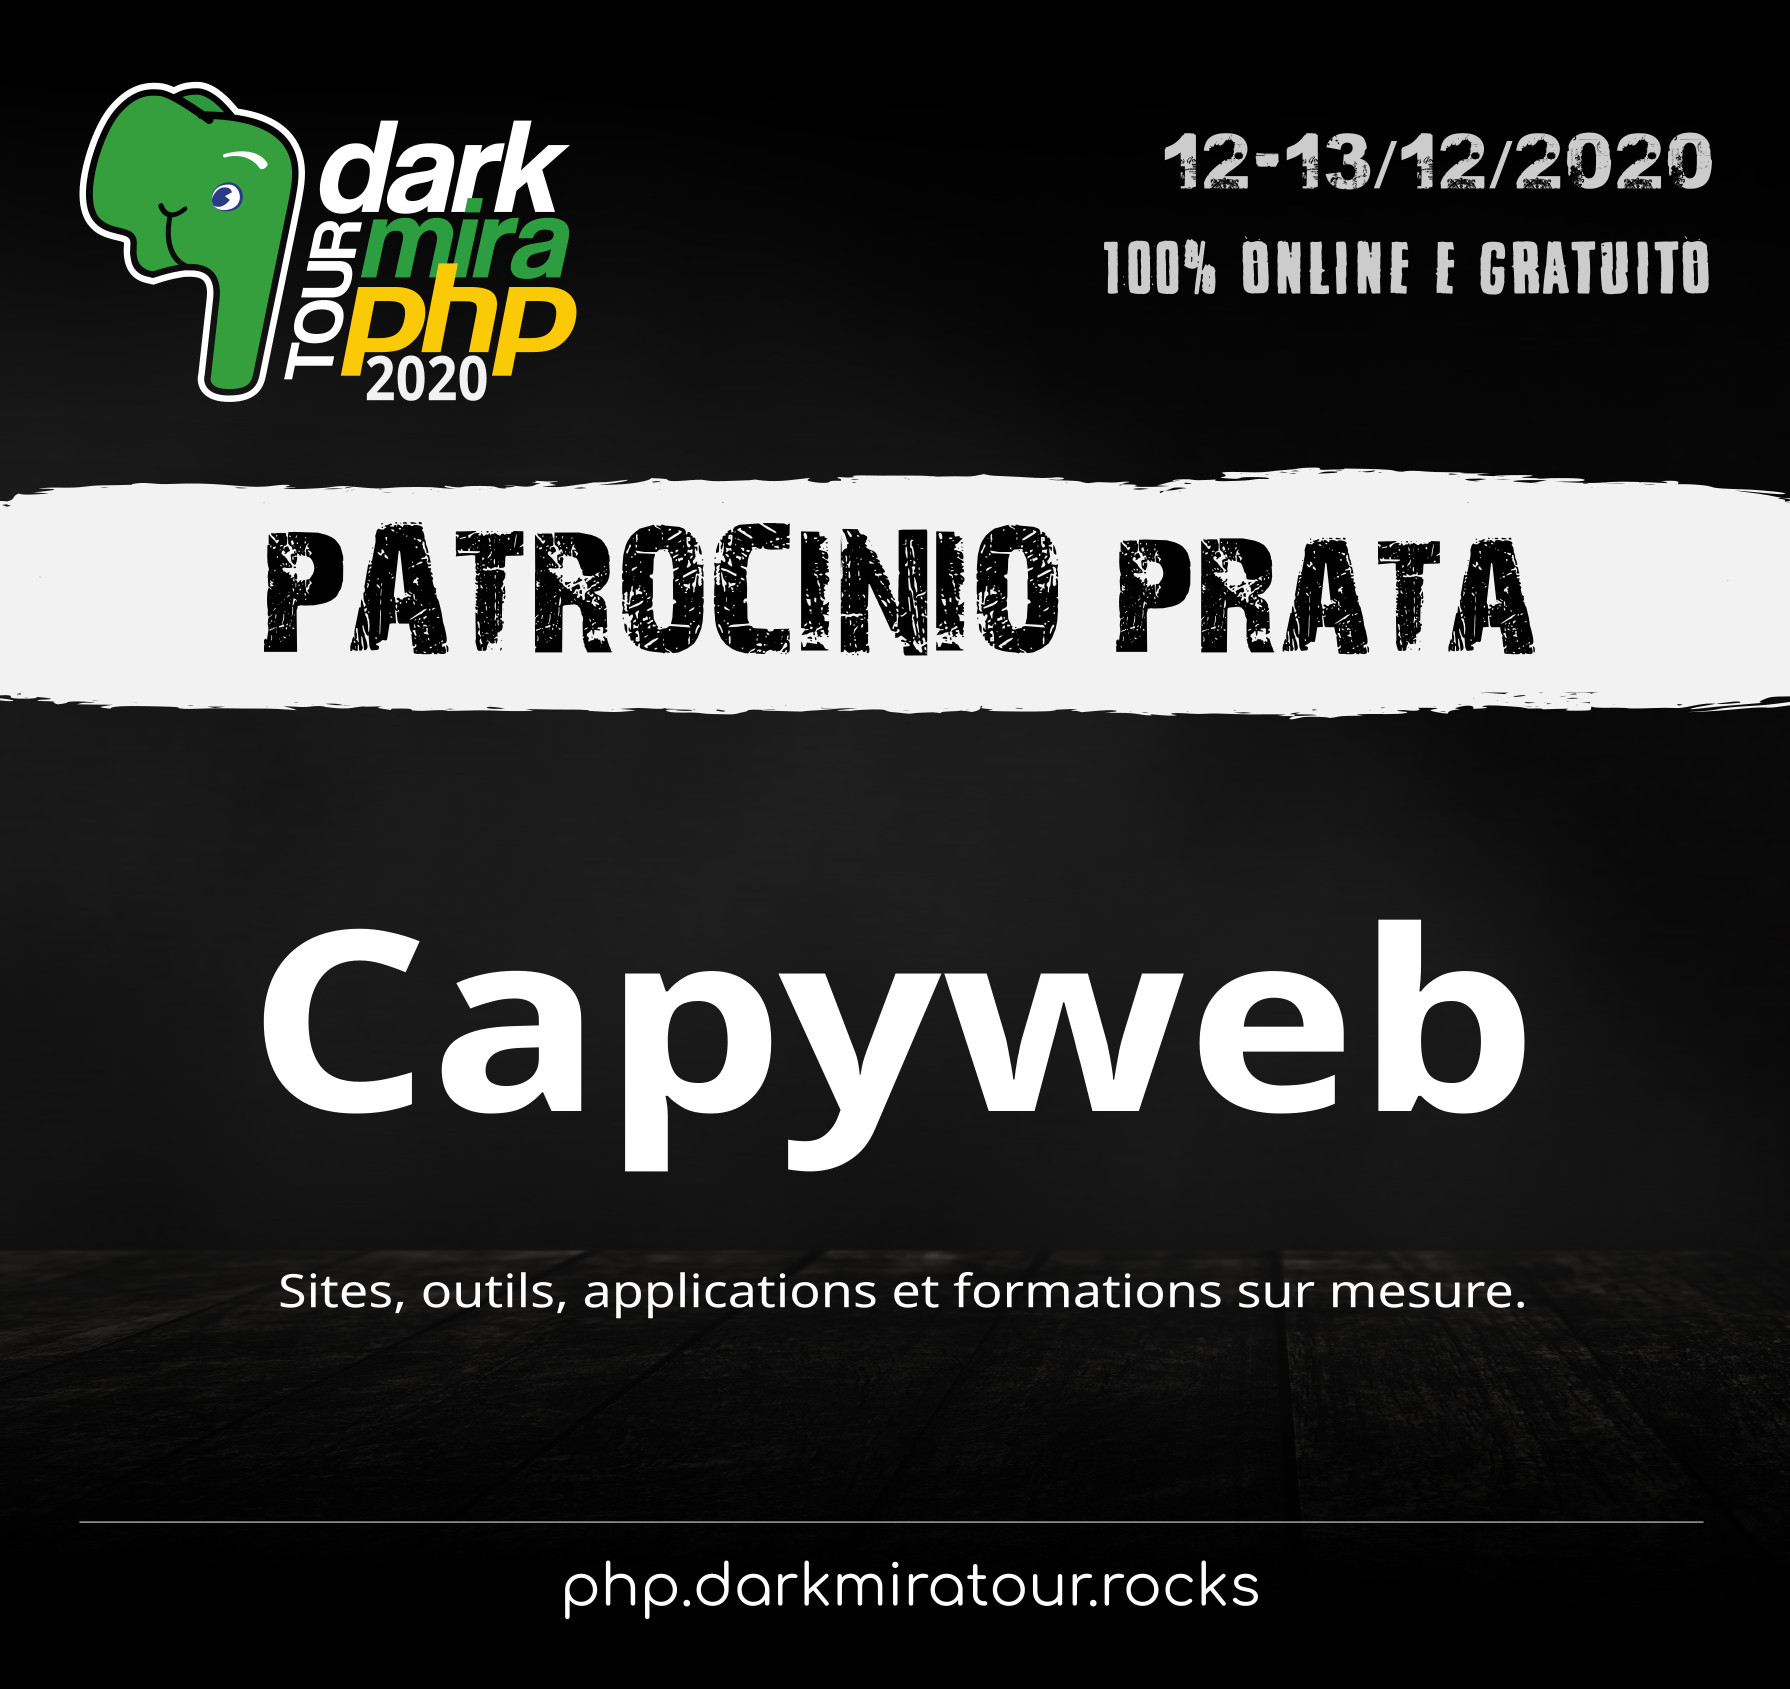 dark
mira
php
TOUR
2020
12-13/12/2020
100% ONLINE E GRATUITO
PATROCINIO PRATA
Capyweb
Sites, outils, applications et formations sur mesure.
php.darkmiratour.rocks